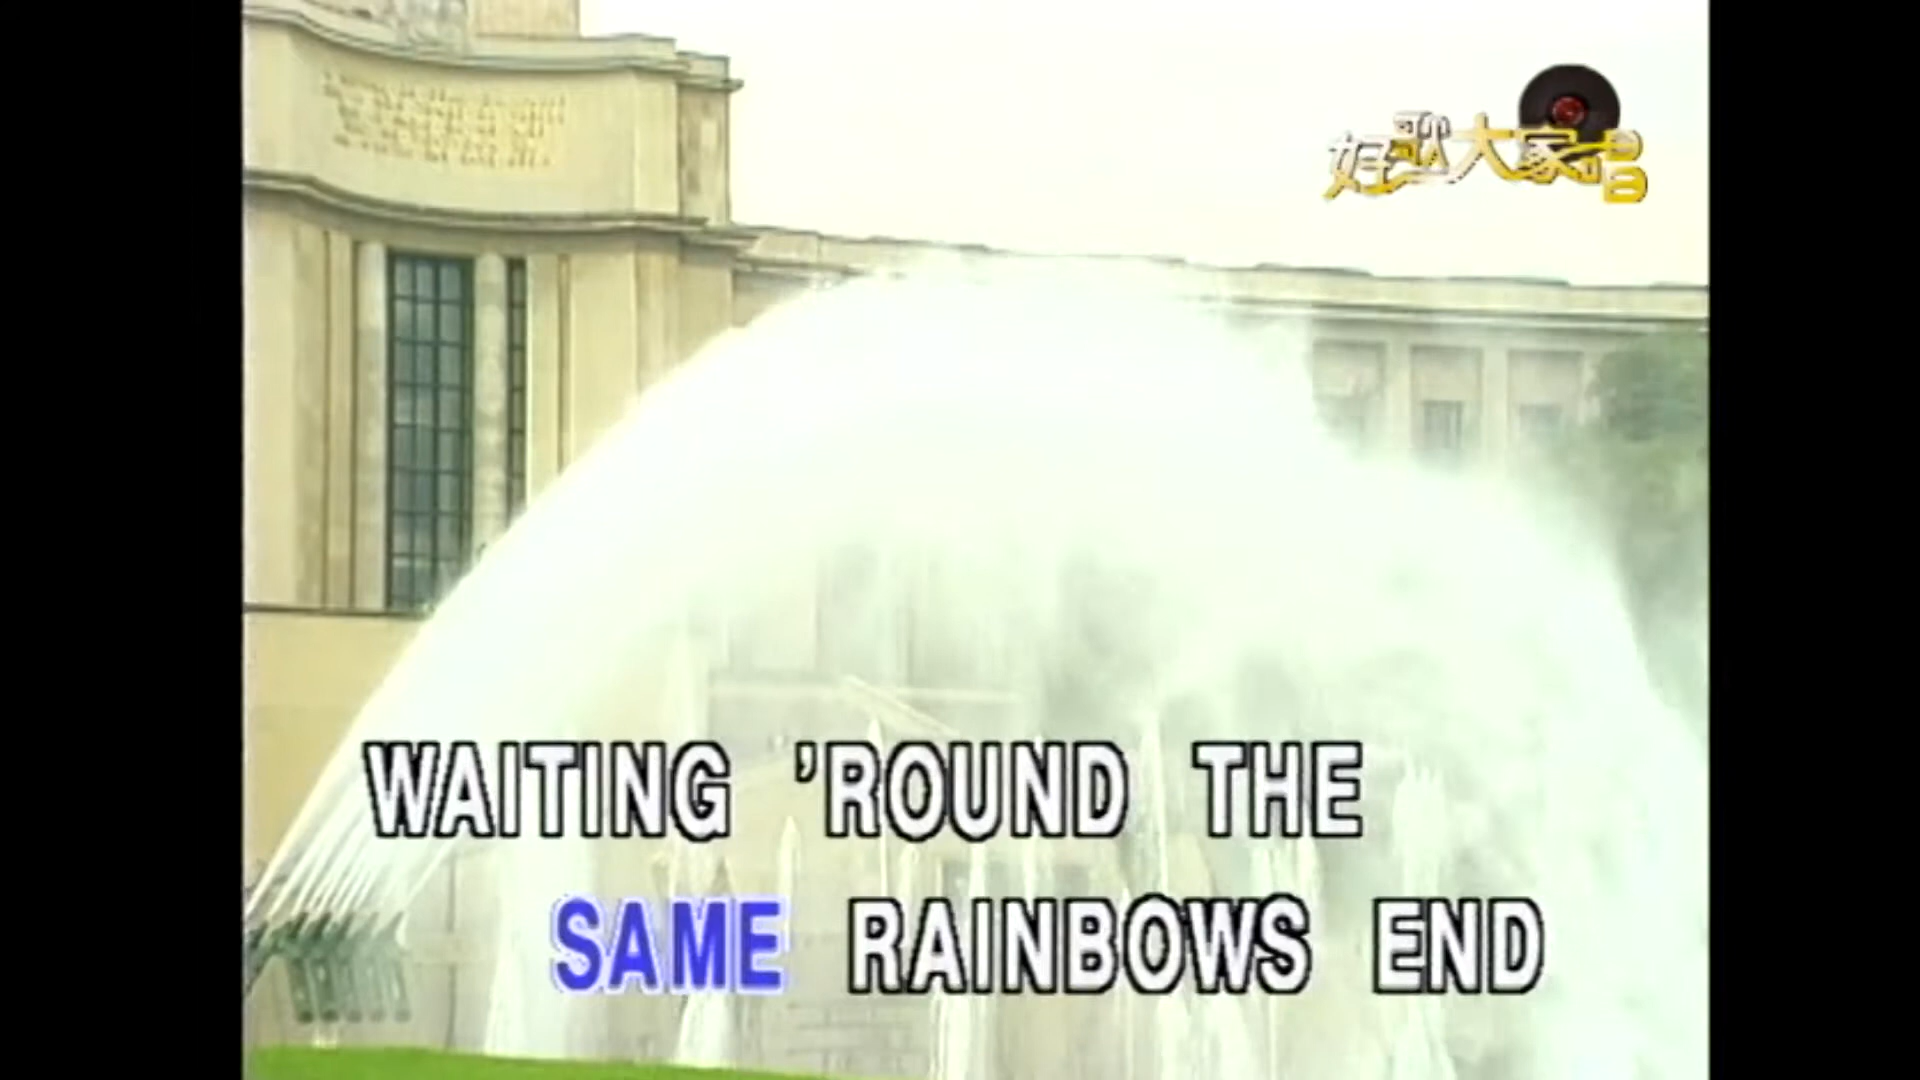 好歌大家唱
WAITING 'ROUND THE
SAME RAINBOWS END